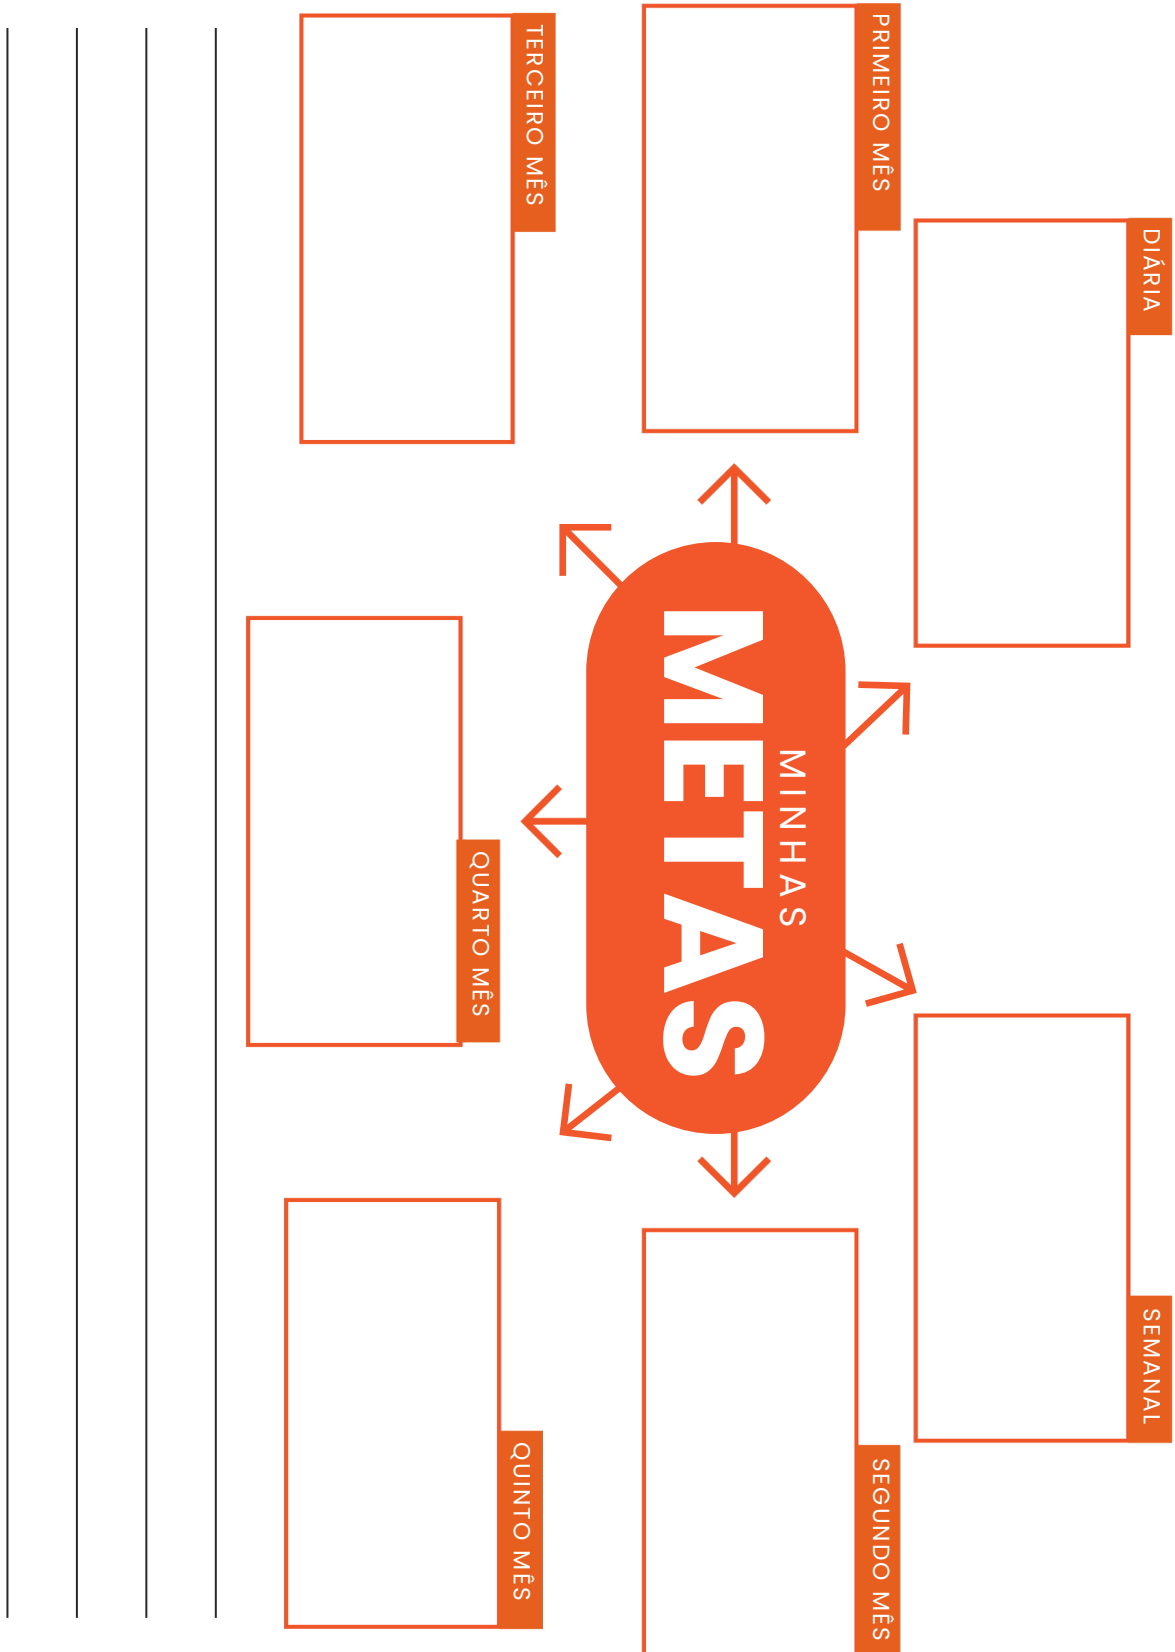 DIÁRIA
SEMANAL
PRIMEIRO MÊS
MINHAS
METAS
SEGUNDO MÊS
TERCEIRO MÊS
QUARTO MÊS
QUINTO MÊS